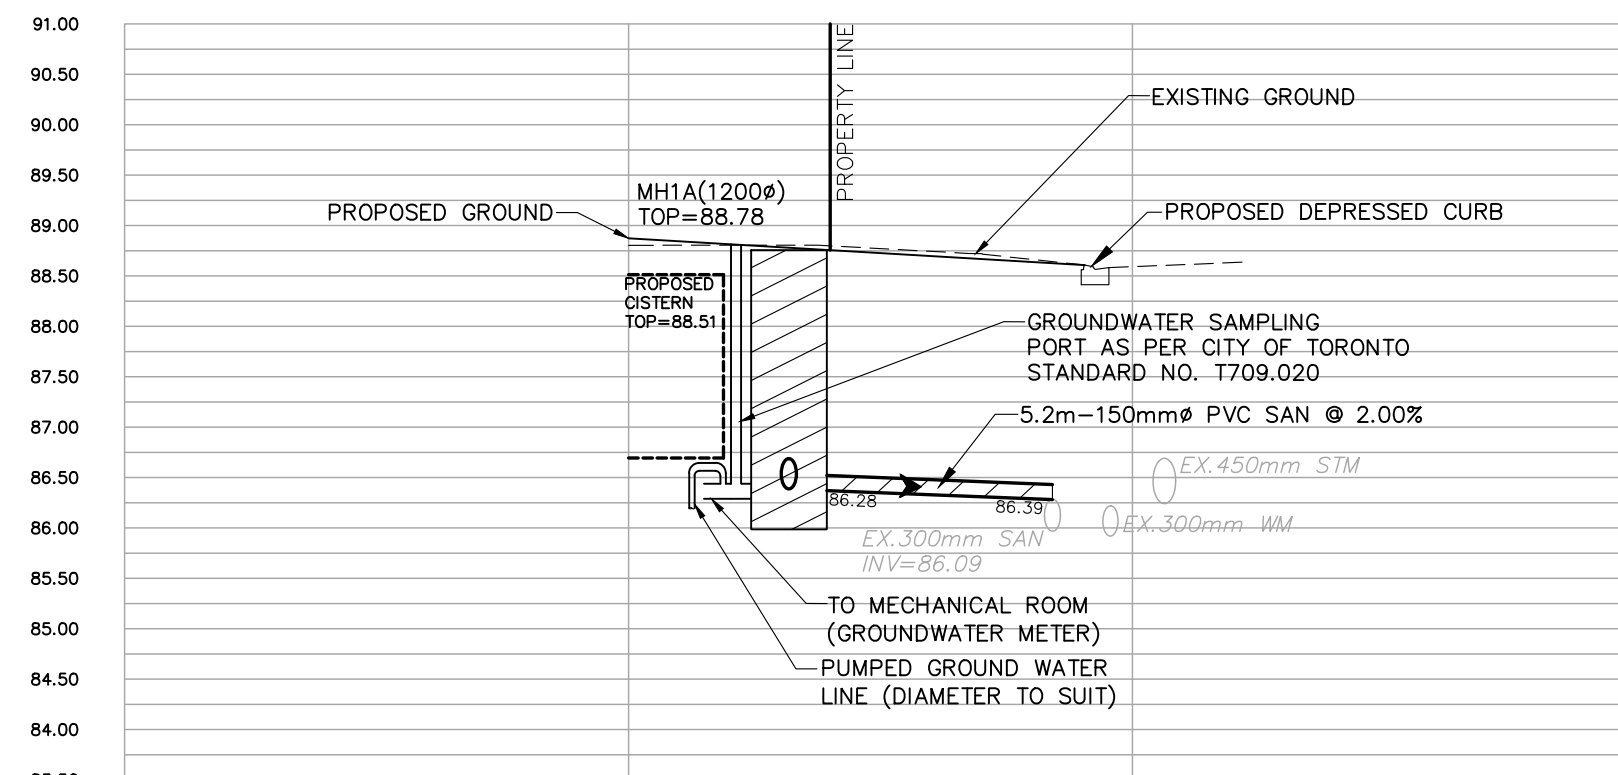 91.00
90.50
90.00
89.50
89.00
88.50
88.00
87.50
87.00
86.50
86.00
85.50
85.00
84.50
84.00
PROPERTY LINE
EXISTING GROUND
MH1A(1200ø)
TOP=88.78
PROPOSED GROUND
PROPOSED DEPRESSED CURB
PROPOSED
CISTERN
TOP=88.51
GROUNDWATER SAMPLING
PORT AS PER CITY OF TORONTO
STANDARD NO. T709.020
5.2m-150mmø PVC SAN @ 2.00%
EX.450mm STM
86.28
86.39
EX.300mm WM
EX.300mm SAN
INV=86.09
TO MECHANICAL ROOM
(GROUNDWATER METER)
PUMPED GROUND WATER
LINE (DIAMETER TO SUIT)